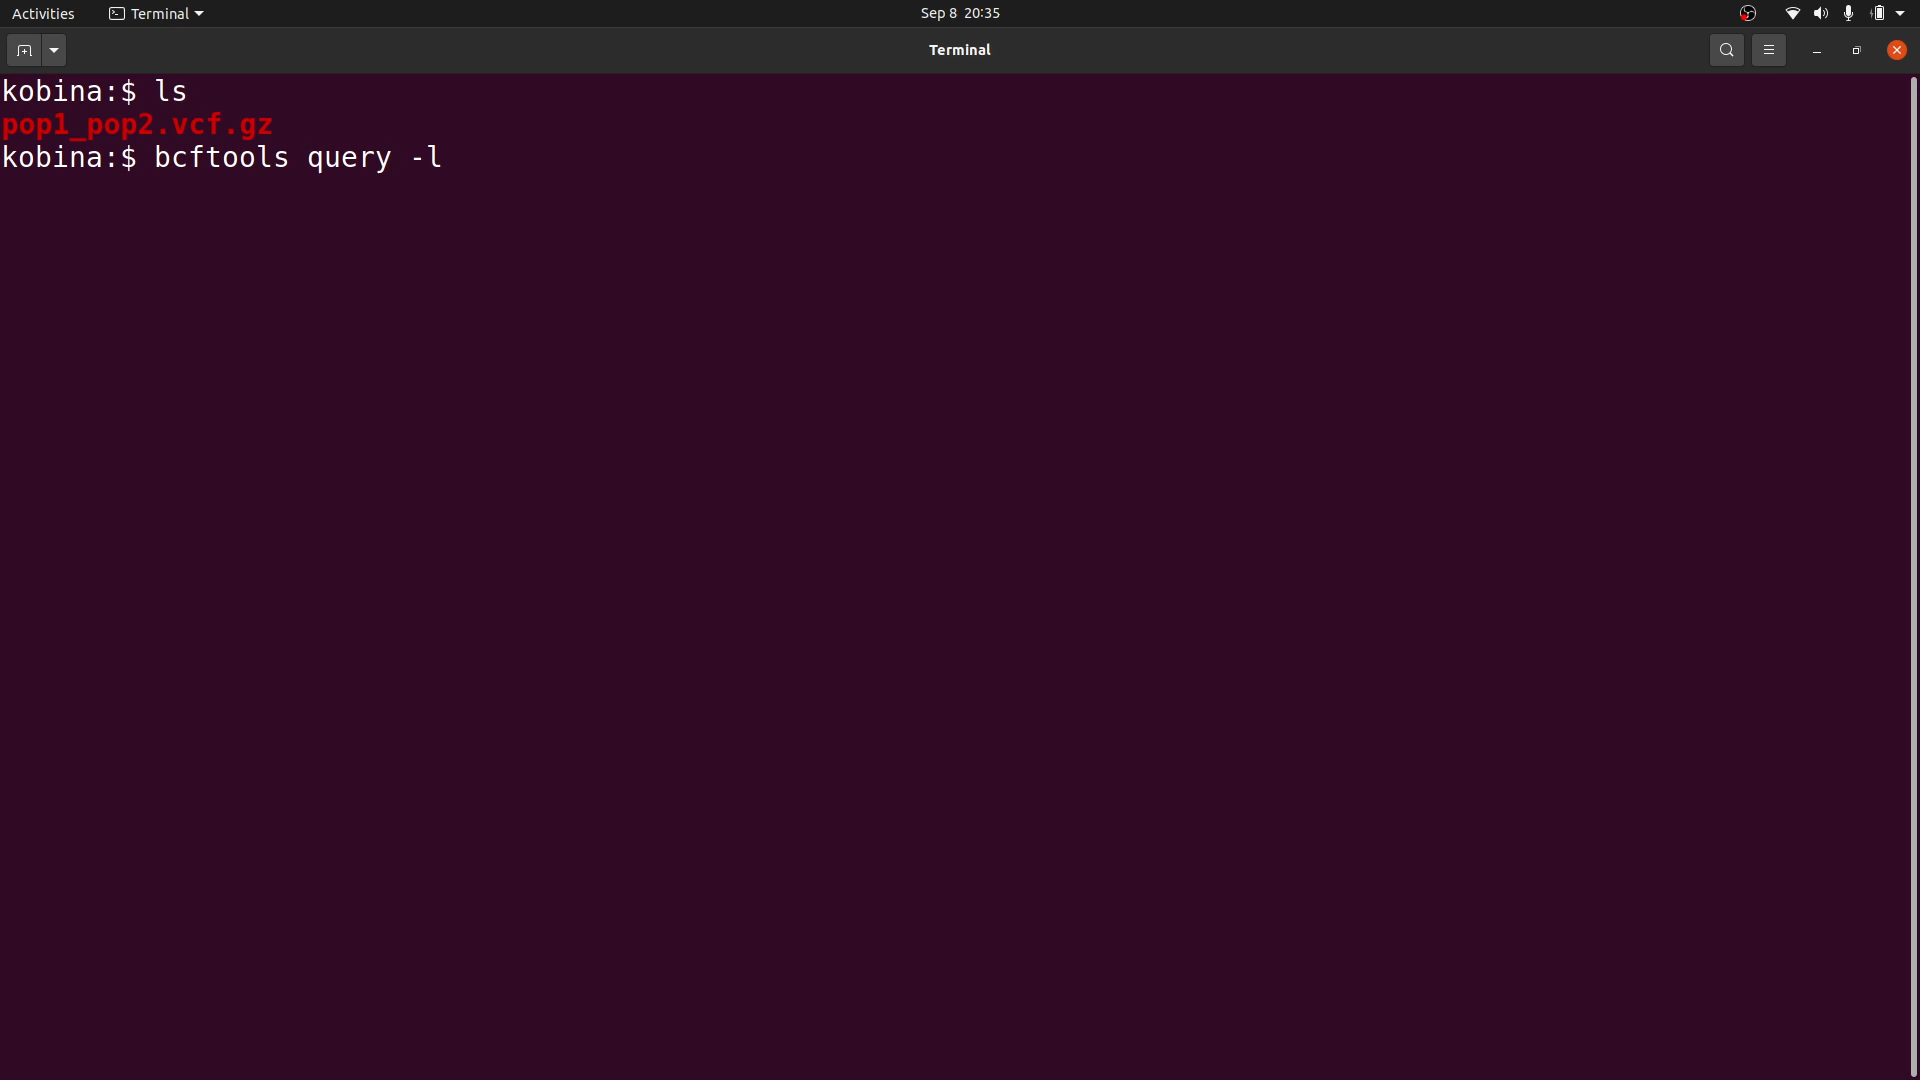 Activities
Terminal
Sep 8 20:35
Terminal
kobina:$ ls
pop1_pop2.vcf.gz
kobina:$ bcftools query -l